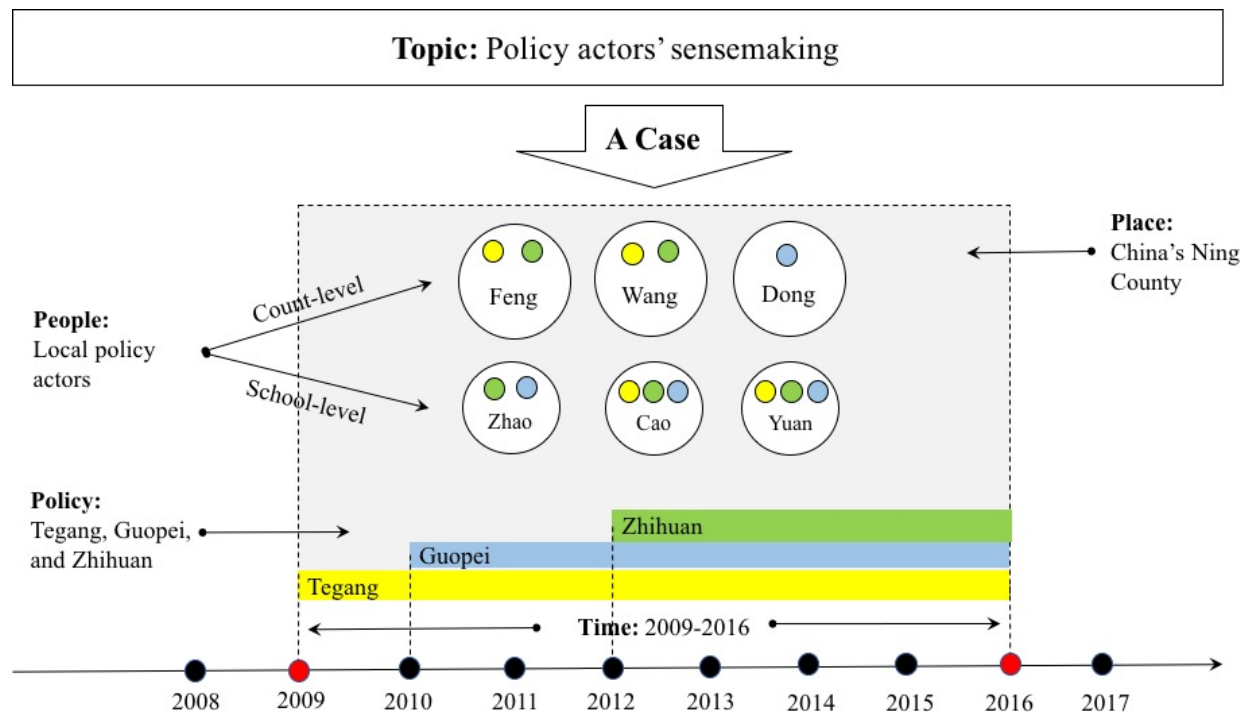 Topic: Policy actors' sensemaking
A Case
Place:
China's Ning
County
Feng
Wang
Dong
Count-level
People:
Local policy
actors
School-level
Zhao
Cao
Yuan
Policy:
Tegang, Guopei,
and Zhihuan
Zhihuan
Guopei
Tegang
Time: 2009-2016
2008 2009 2010 2011 2012 2013 2014 2015 2016 2017